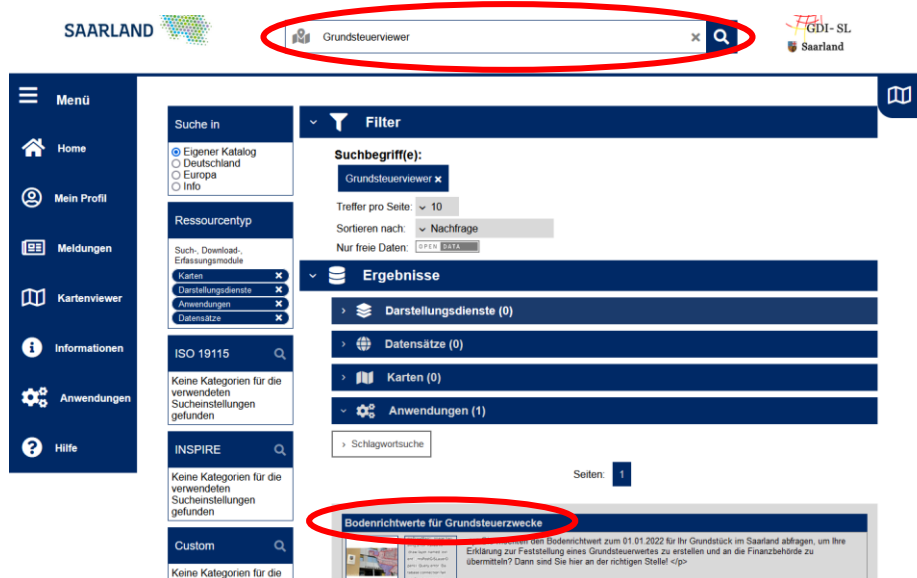 SAARLAND
Grundsteuerviewer ×
GDI-SL
Saarland
Menü
Home
Mein Profil
Meldungen
Kartenviewer
Informationen
Anwendungen
Hilfe
Suche in
Eigener Katalog
Deutschland
Europa
Info
Ressourcentyp
Such-, Download-,
Erfassungsmodule
Karten ×
Darstellungsdienste ×
Anwendungen ×
Datensätze ×
ISO 19115
Keine Kategorien für die
verwendeten
Sucheinstellungen
gefunden
INSPIRE
Keine Kategorien für die
verwendeten
Sucheinstellungen
gefunden
Custom
Keine Kategorien für die
Filter
Suchbegriff(e):
Grundsteuerviewer ×
Treffer pro Seite: 10
Sortieren nach: Nachfrage
Nur freie Daten: OPEN DATA
Ergebnisse
Darstellungsdienste (0)
Datensätze (0)
Karten (0)
Anwendungen (1)
Schlagwortsuche
Seiten: 1
Bodenrichtwerte für Grundsteuerzwecke
den Bodenrichtwert zum 01.01.2022 für Ihr Grundstück im Saarland abfragen, um Ihre
Erklärung zur Feststellung eines Grundsteuerwertes zu erstellen und an die Finanzbehörde zu
übermitteln? Dann sind Sie hier an der richtigen Stelle! </p>